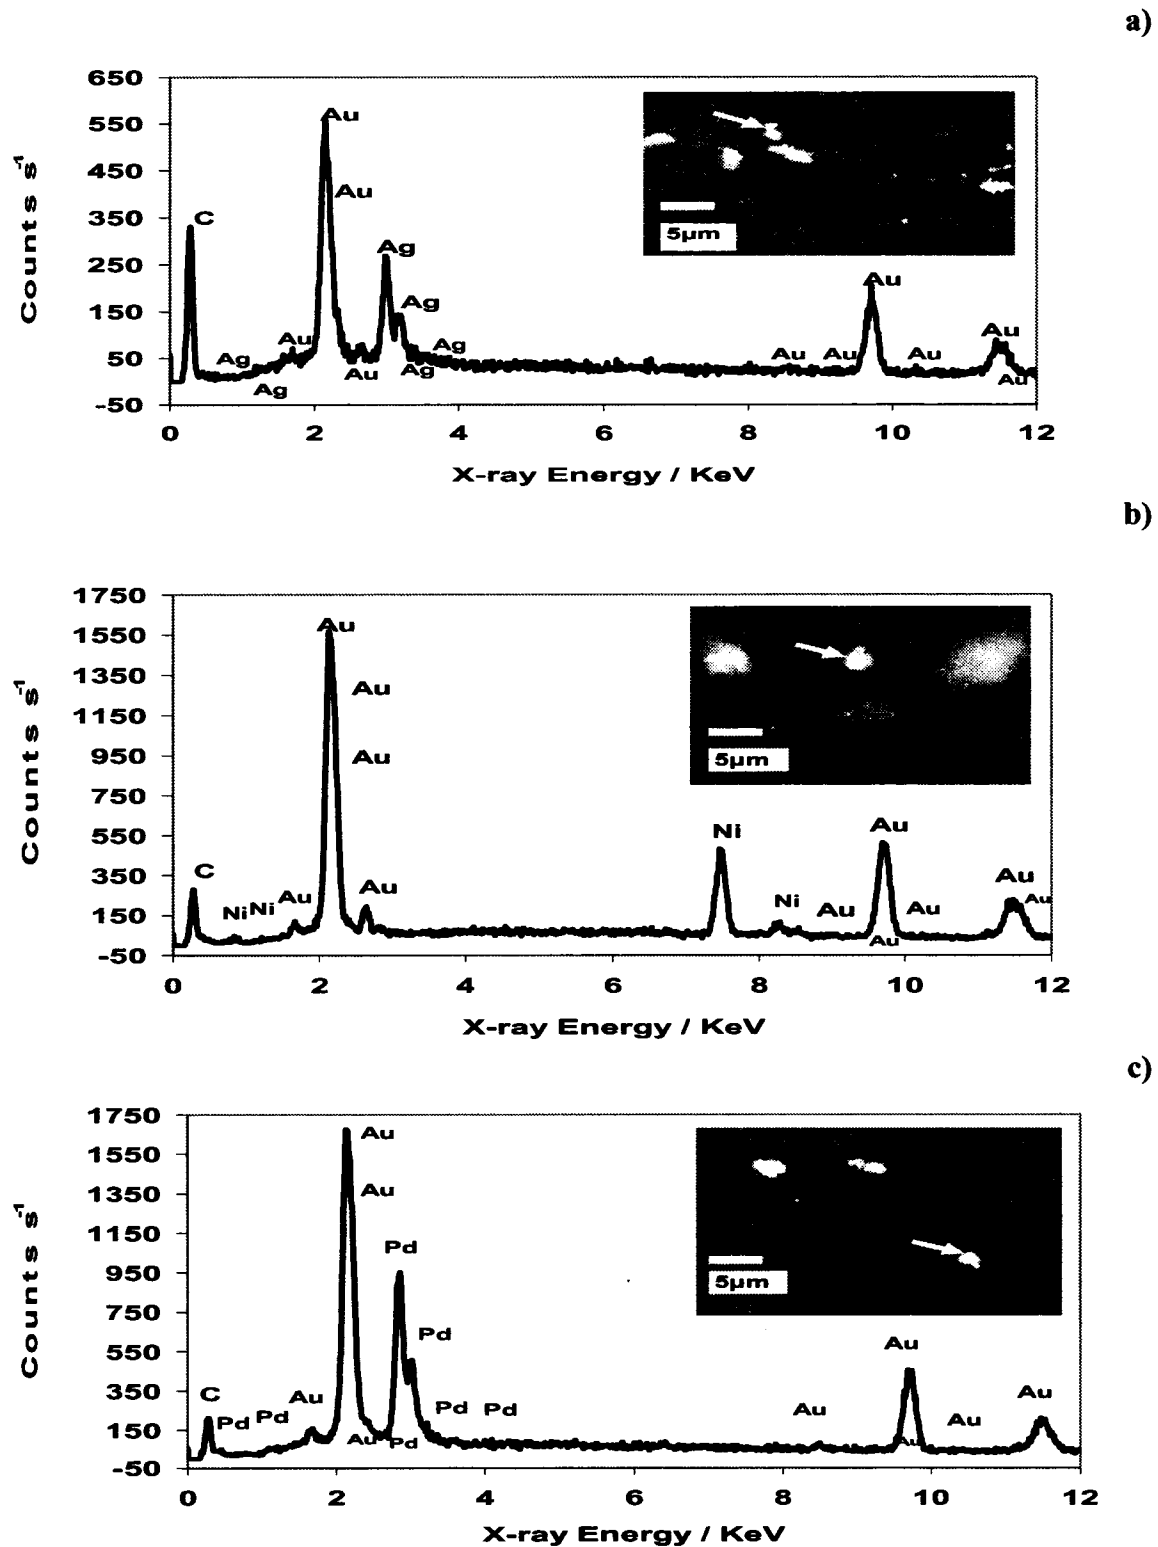 a)
650
550
450
350
250
150
50
-50
Counts s⁻¹
C
Ag
Ag
Au
Au
Au
Au
Ag
Ag
Ag
Ag
Au
Au
Au
Au
Au
Au
5µm
0 2 4 6 8 10 12
X-ray Energy / KeV
b)
1750
1550
1350
1150
950
750
550
350
150
-50
Counts s⁻¹
C
Ni
Ni
Au
Au
Au
Au
Au
Ni
Ni
Au
Au
Au
Au
Au
Au
5µm
0 2 4 6 8 10 12
X-ray Energy / KeV
c)
1750
1550
1350
1150
950
750
550
350
150
-50
Counts s⁻¹
C
Pd
Pd
Au
Au
Au
Au
Pd
Pd
Pd
Pd
Pd
Au
Au
Au
Au
Au
5µm
0 2 4 6 8 10 12
X-ray Energy / KeV